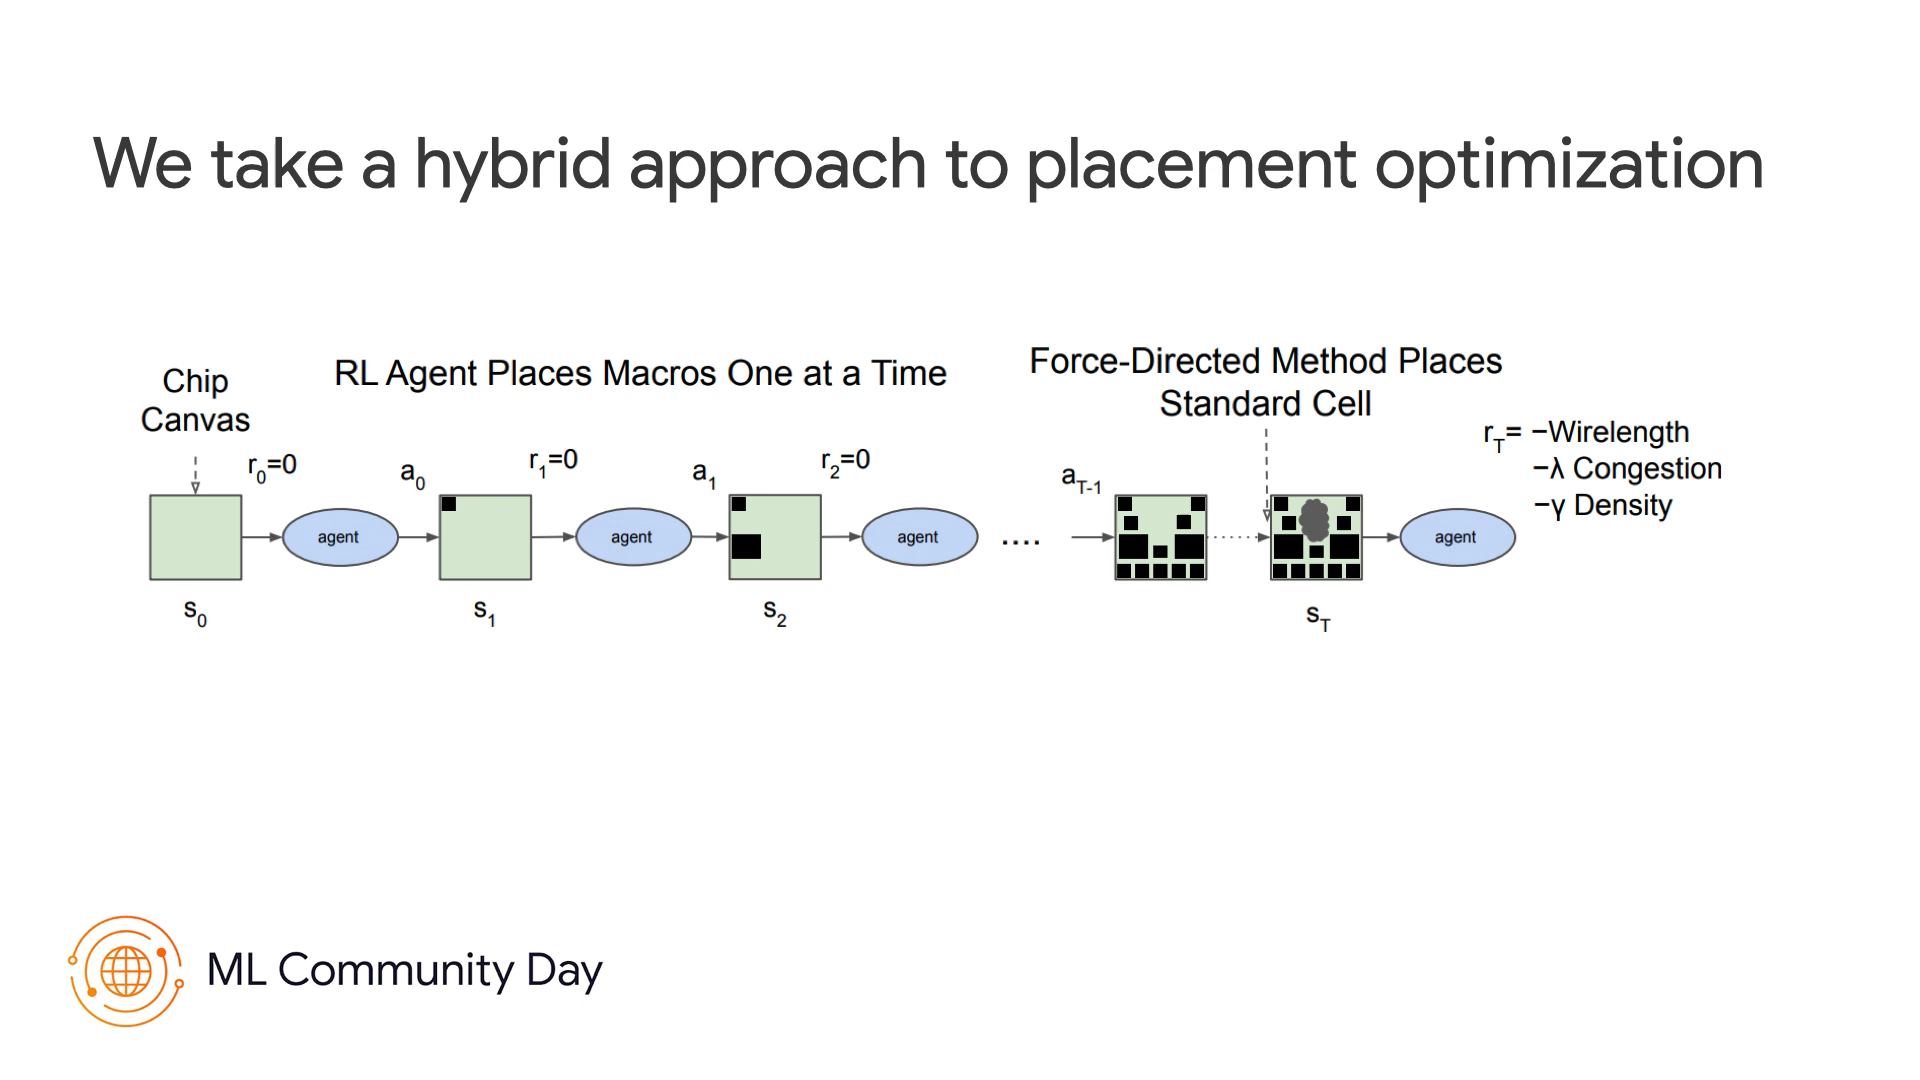 We take a hybrid approach to placement optimization
Chip
Canvas
RL Agent Places Macros One at a Time
Force-Directed Method Places
Standard Cell
r0=0
a0
r1=0
a1
r2=0
aT-1
rT= −Wirelength
−λ Congestion
−γ Density
agent
agent
agent
....
agent
s0
s1
s2
sT
ML Community Day